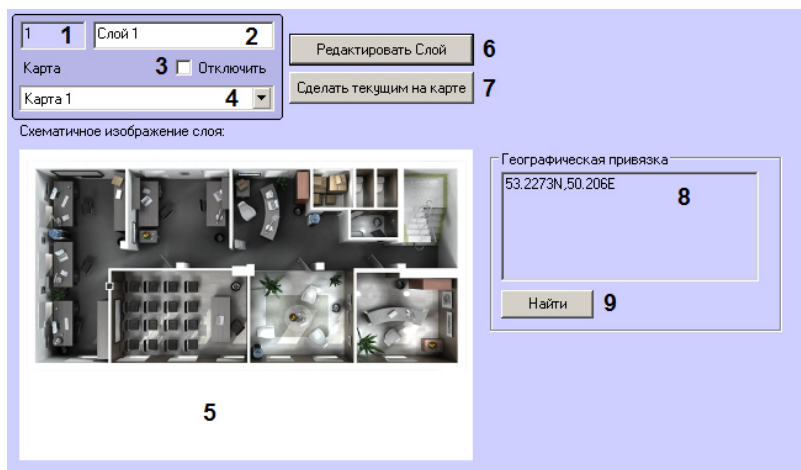 1 1 Слой 1 2
Редактировать Слой 6
Карта 3 Отключить
Сделать текущим на карте 7
Карта 1 4
Схематичное изображение слоя:
Географическая привязка
53.2273N,50.206E 8
Найти 9
5